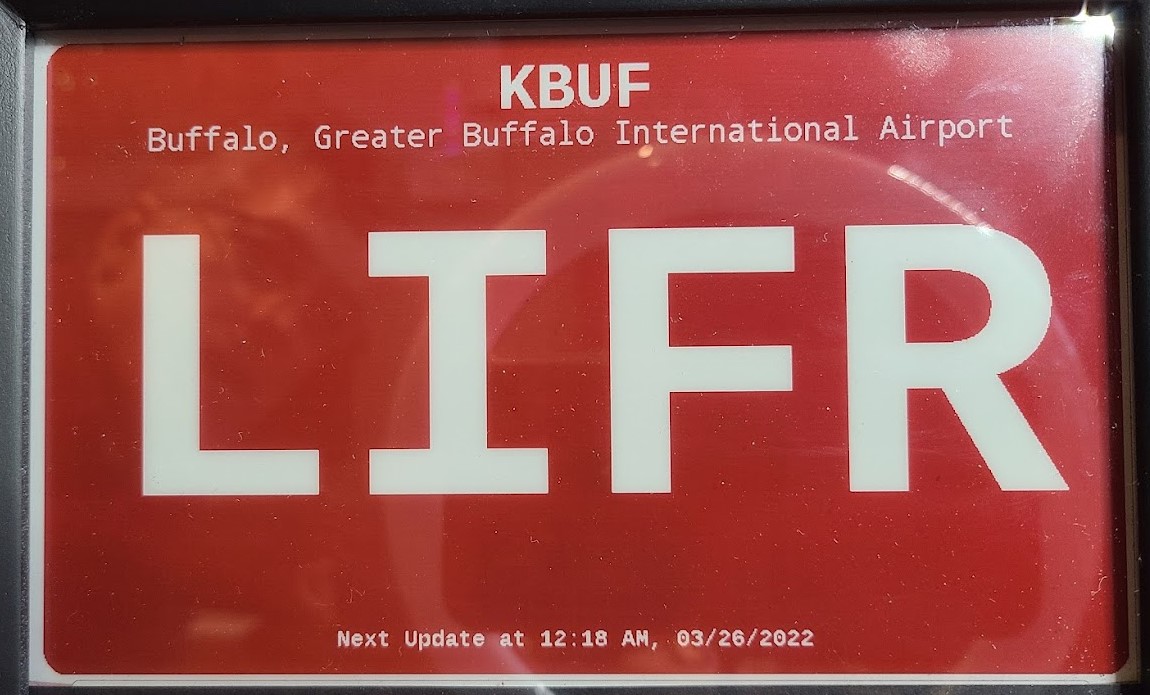 KBUF
Buffalo, Greater Buffalo International Airport
LIFR
Next Update at 12:18 AM, 03/26/2022